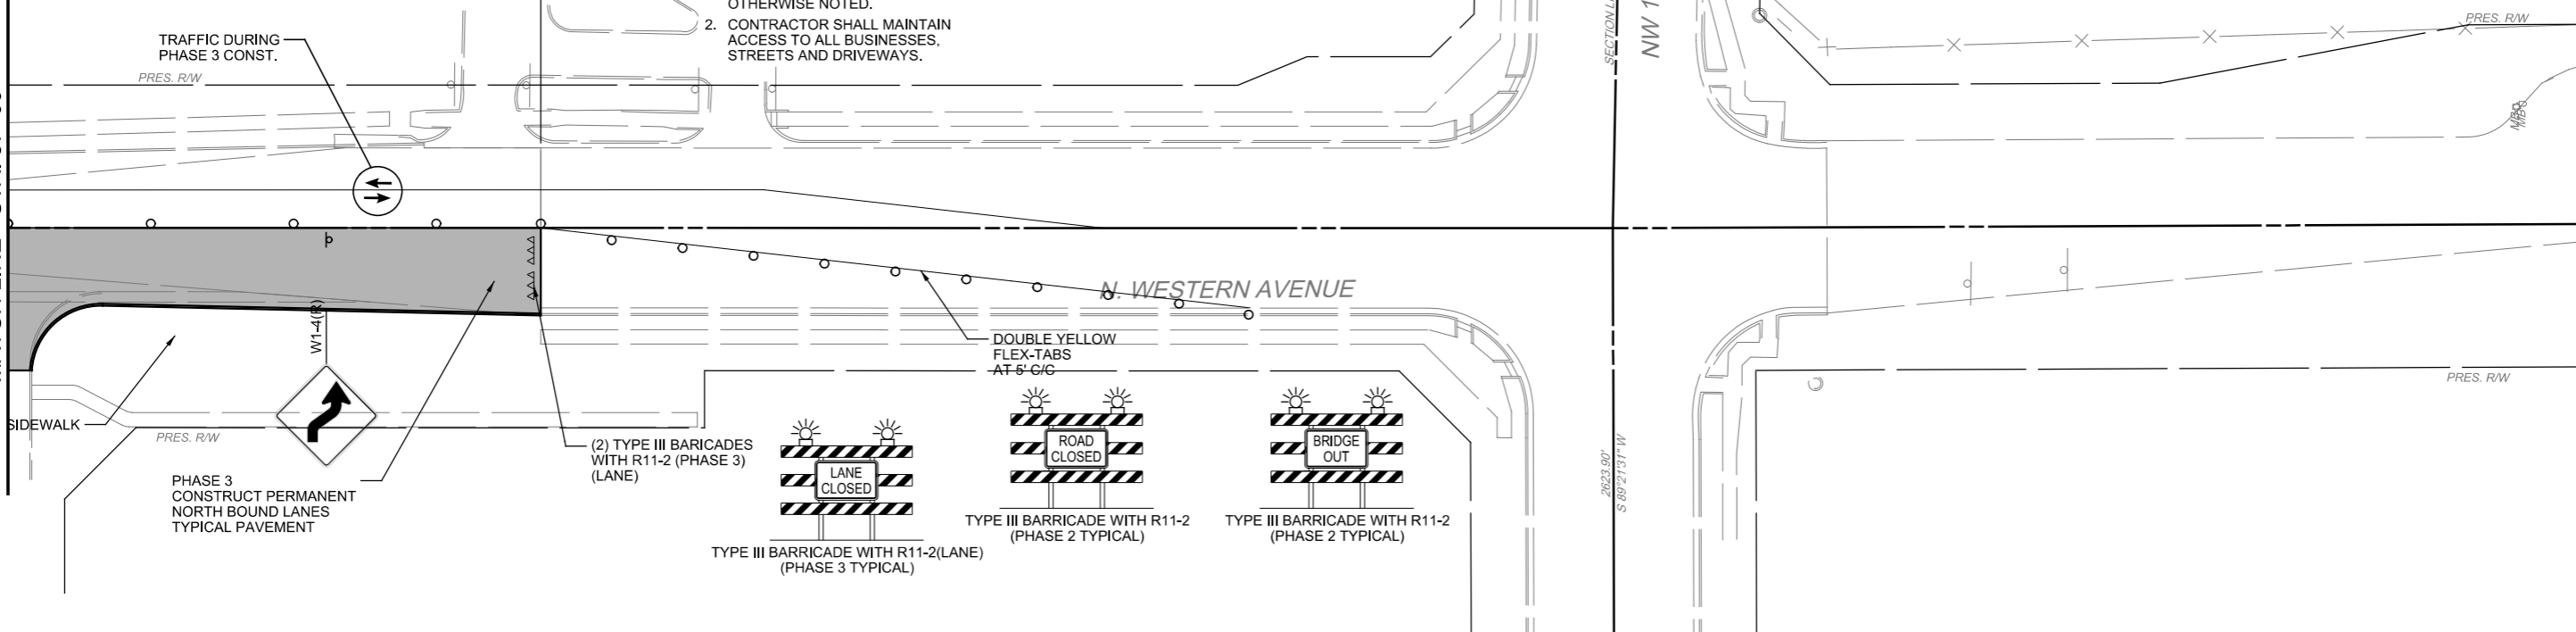 OTHERWISE NOTED.
2. CONTRACTOR SHALL MAINTAIN
ACCESS TO ALL BUSINESSES,
STREETS AND DRIVEWAYS.
TRAFFIC DURING
PHASE 3 CONST.
PRES. R/W
SECTION
NW
PRES. R/W
N. WESTERN AVENUE
W1-4(R)
DOUBLE YELLOW
FLEX-TABS
AT 5' C/C
PRES. R/W
SIDEWALK
PRES. R/W
(2) TYPE III BARICADES
WITH R11-2 (PHASE 3)
(LANE)
PHASE 3
CONSTRUCT PERMANENT
NORTH BOUND LANES
TYPICAL PAVEMENT
LANE
CLOSED
TYPE III BARRICADE WITH R11-2(LANE)
(PHASE 3 TYPICAL)
ROAD
CLOSED
TYPE III BARRICADE WITH R11-2
(PHASE 2 TYPICAL)
BRIDGE
OUT
TYPE III BARRICADE WITH R11-2
(PHASE 2 TYPICAL)
2623.90'
S 89°21'31" W